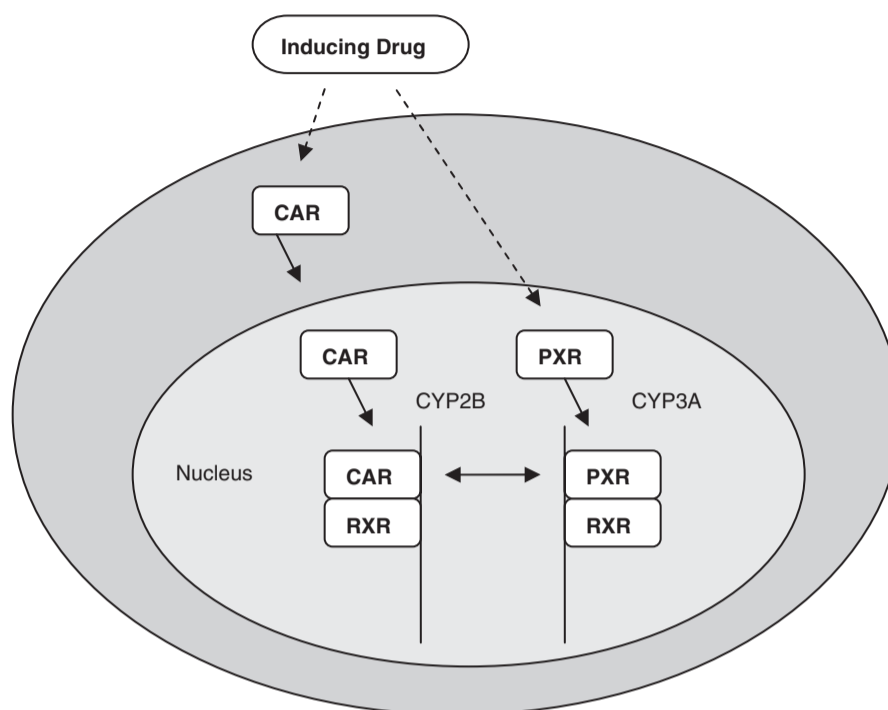 Inducing Drug
CAR
CAR
PXR
CYP2B
CYP3A
Nucleus
CAR
PXR
RXR
RXR